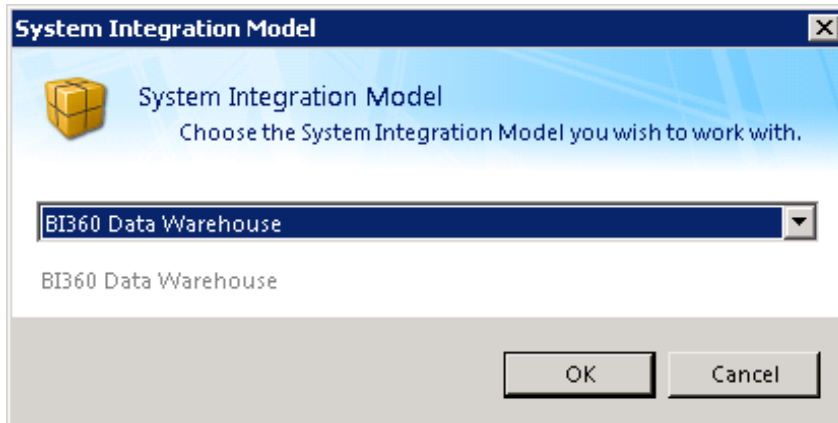 System Integration Model
System Integration Model
Choose the System Integration Model you wish to work with.
BI360 Data Warehouse
BI360 Data Warehouse
OK
Cancel